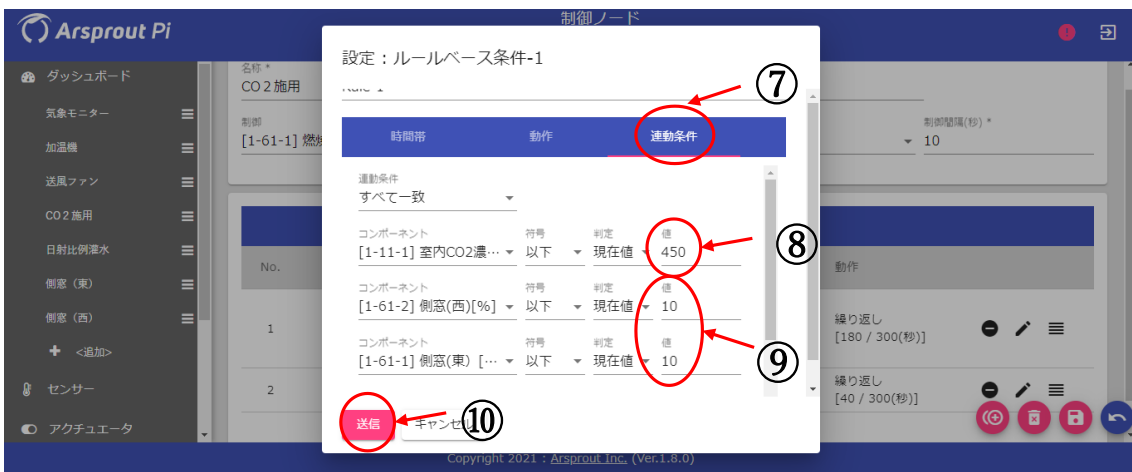 制御ノード
Arsprout Pi
ダッシュボード
気象モニター
加温機
送風ファン
CO２施用
日射比例灌水
側窓（東）
側窓（西）
<追加>
センサー
アクチュエータ
名称 *
CO２施用
制御
[1-61-1] 燃
制御間隔(秒) *
10
設定：ルールベース条件-1
⑦
時間帯 動作 連動条件
連動条件
すべて一致
コンポーネント 符号 判定 値
[1-11-1] 室内CO2濃… 以下 現在値 450
⑧
コンポーネント 符号 判定 値
[1-61-2] 側窓(西)[%] 以下 現在値 10
コンポーネント 符号 判定 値
[1-61-1] 側窓(東）[… 以下 現在値 10
⑨
送信 キャンセル
⑩
No. 動作
1 繰り返し
[180 / 300(秒)]
2 繰り返し
[40 / 300(秒)]
Copyright 2021 : Arsprout Inc. (Ver.1.8.0)